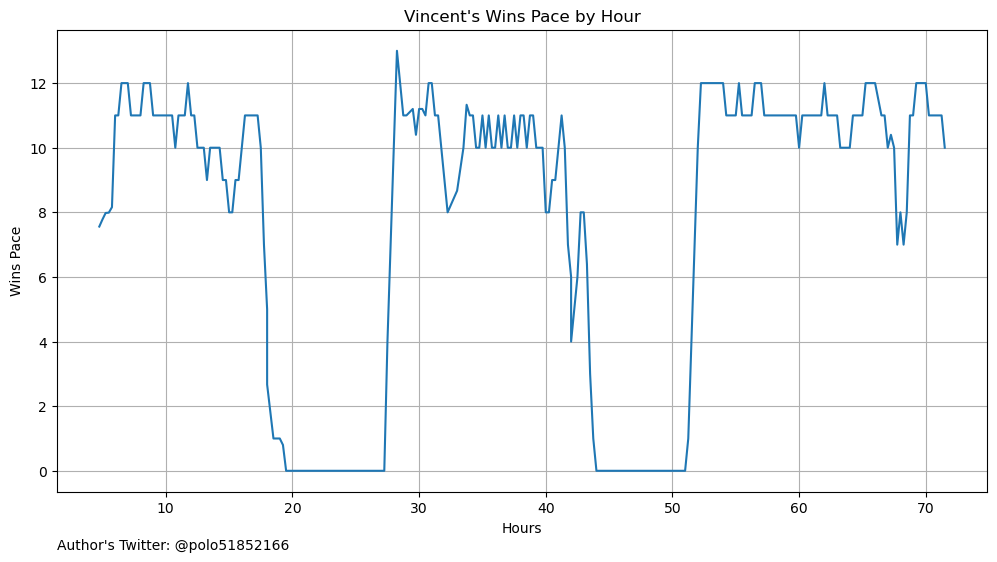 Vincent's Wins Pace by Hour
12
10
8
6
4
2
0
Wins Pace
10 20 30 40 50 60 70
Hours
Author's Twitter: @polo51852166